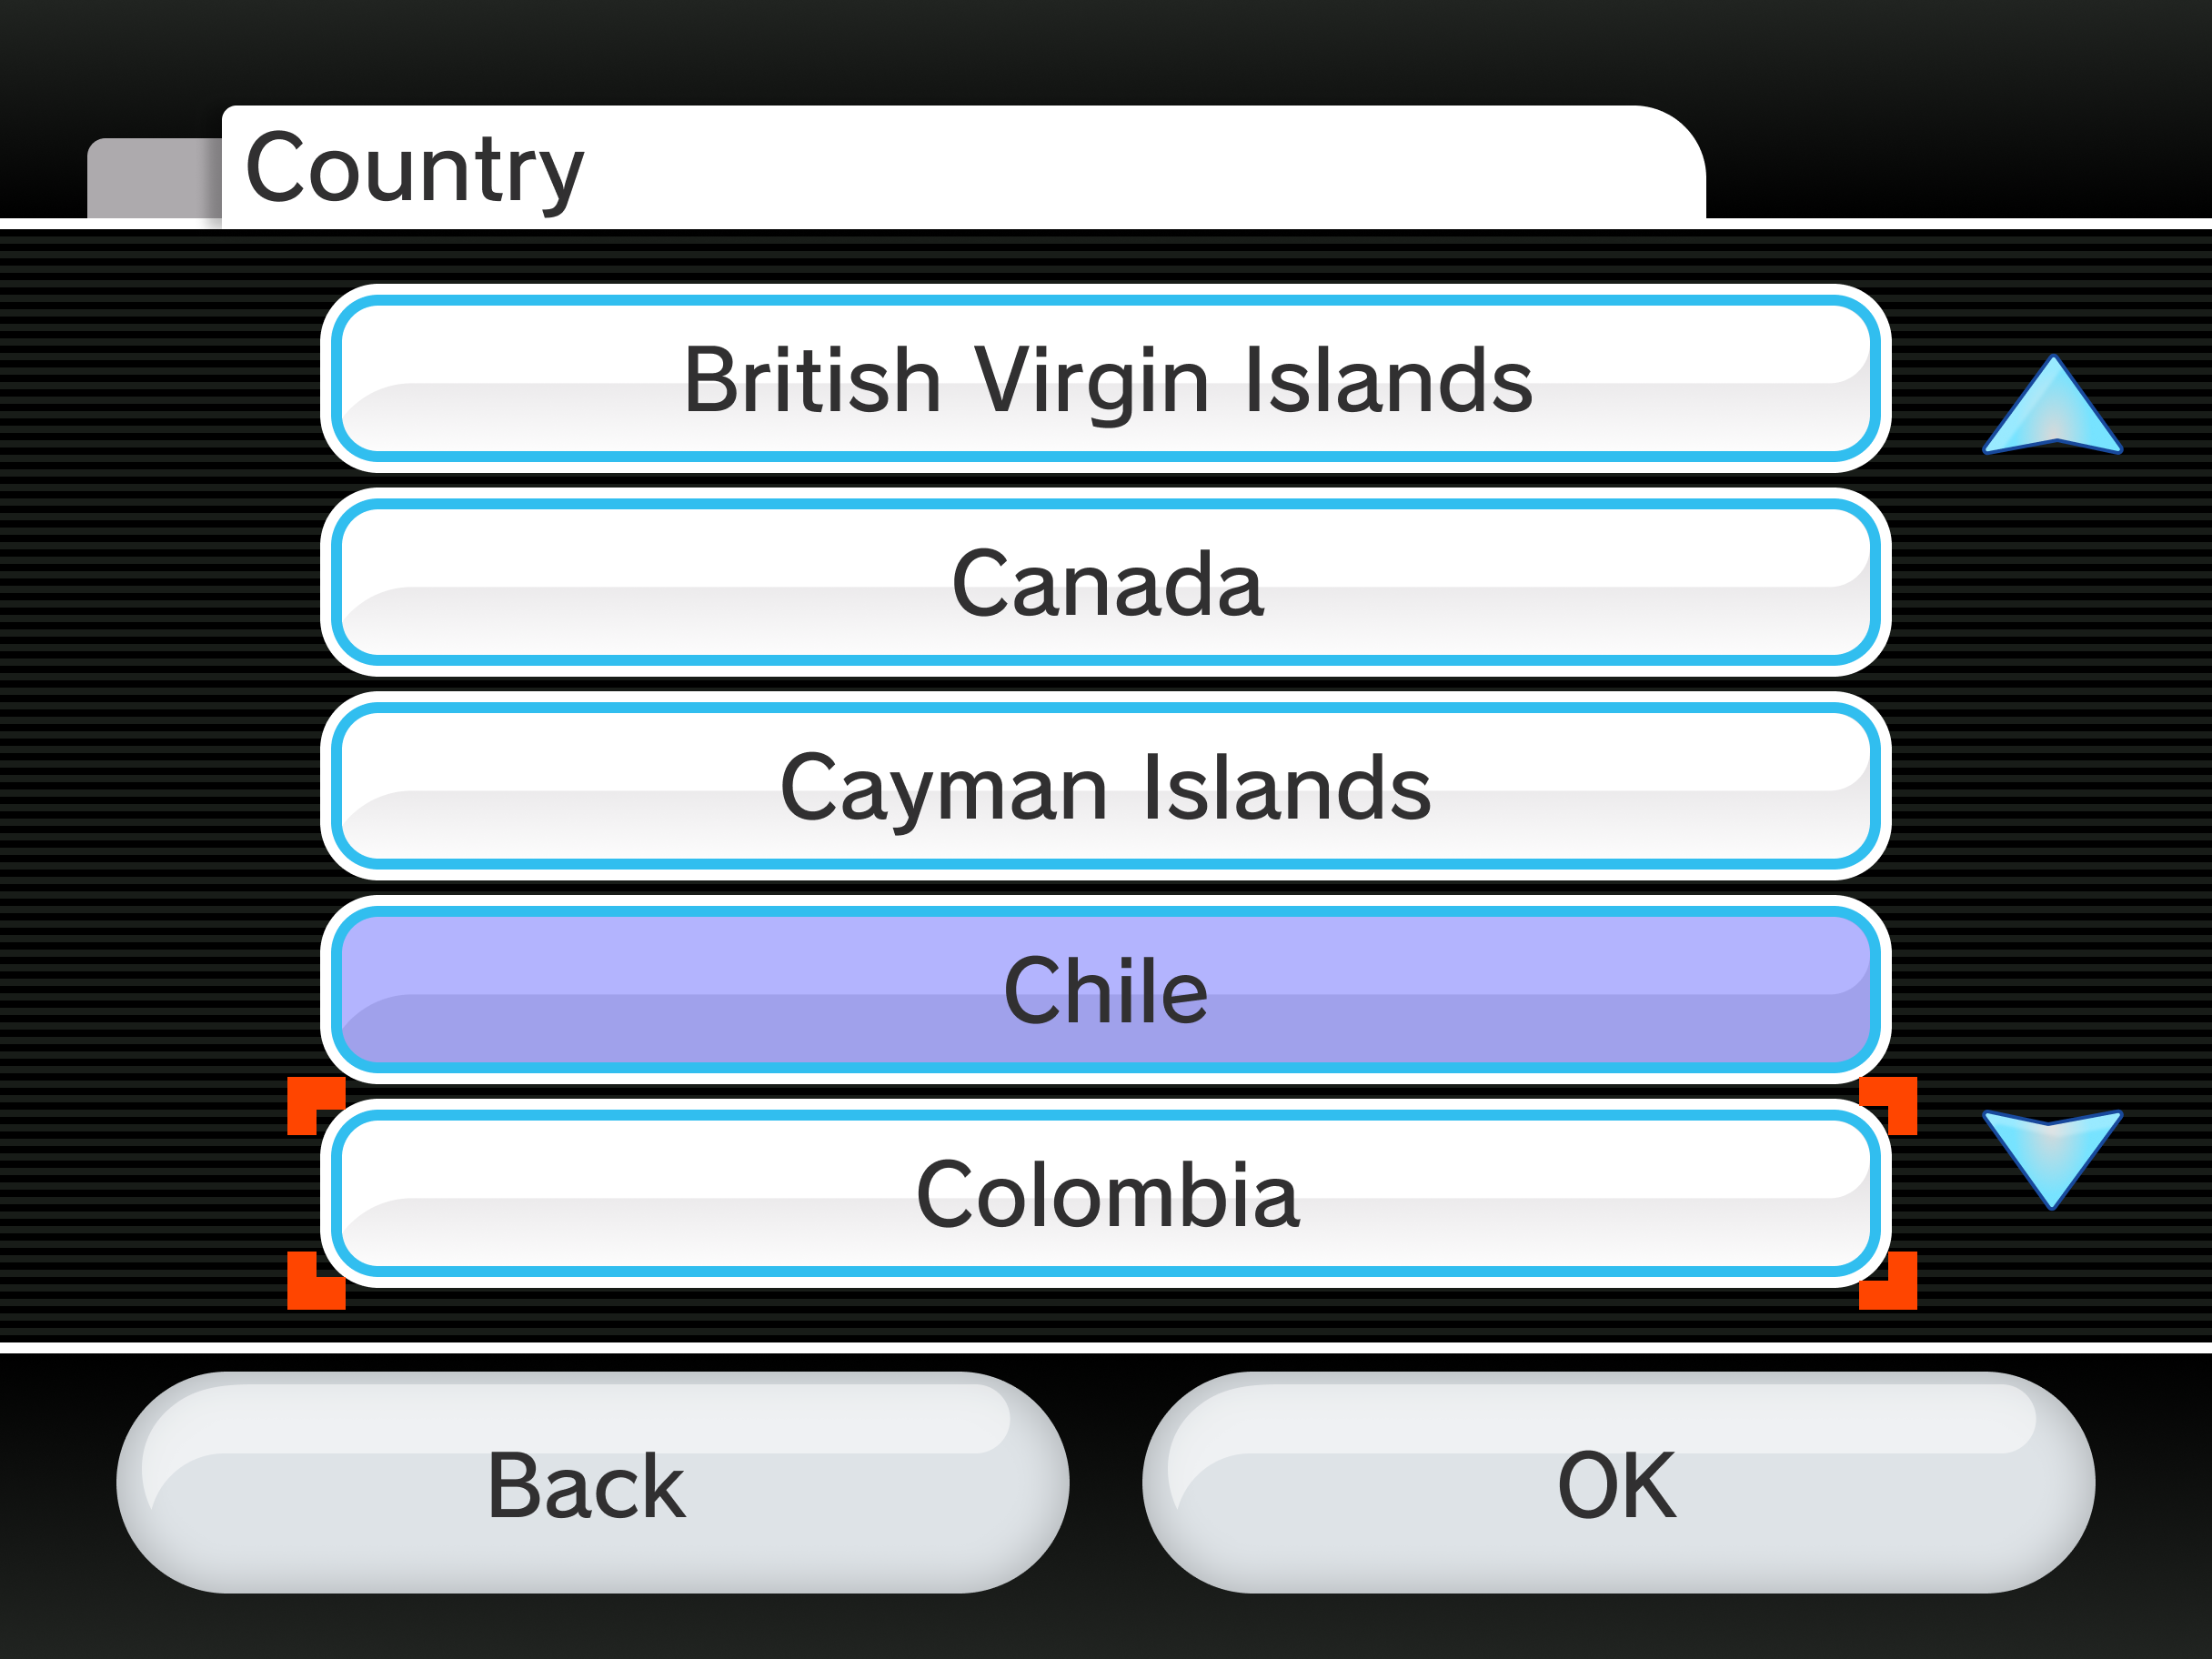 Country
British Virgin Islands
Canada
Cayman Islands
Chile
Colombia
Back
OK